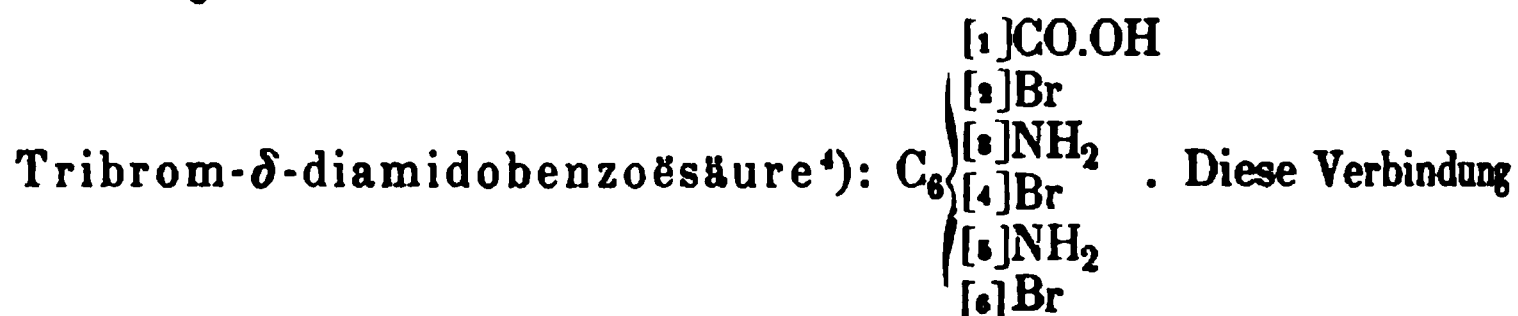 [1]CO.OH
[2]Br
[3]NH₂
Tribrom-δ-diamidobenzoësäure⁴): C₆ [4]Br . Diese Verbindung
[5]NH₂
[6]Br